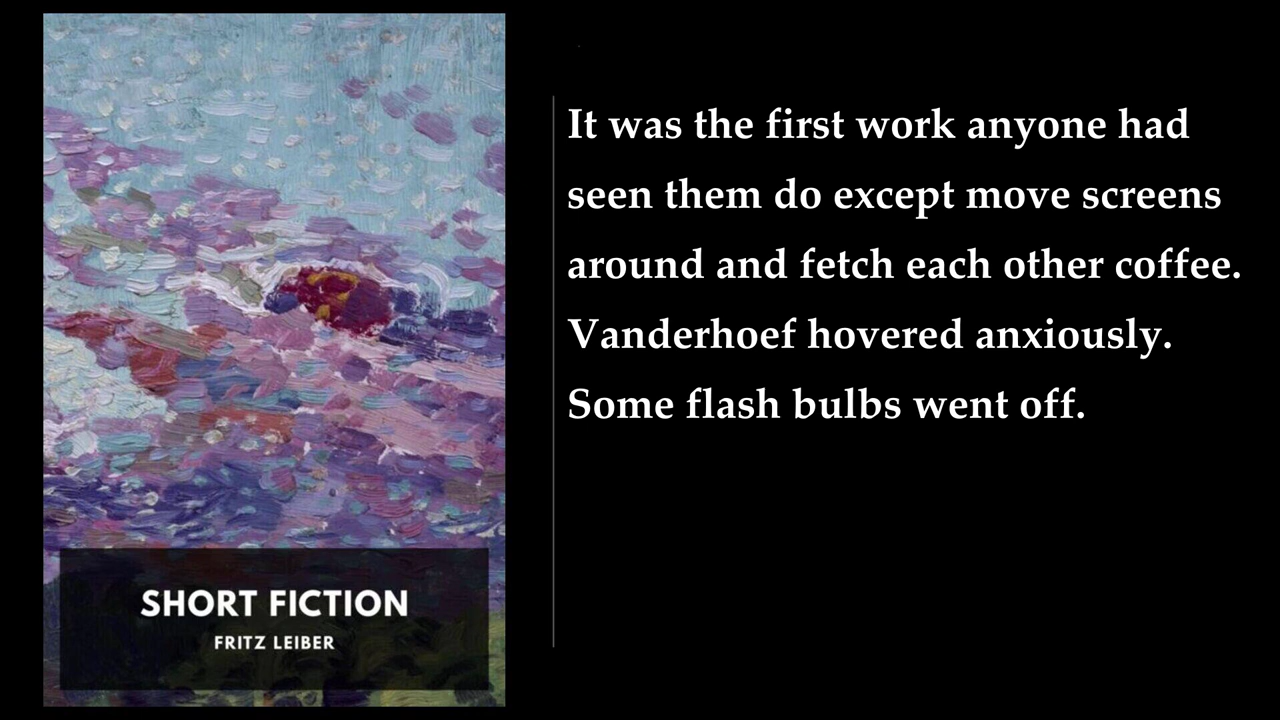 SHORT FICTION
FRITZ LEIBER
It was the first work anyone had
seen them do except move screens
around and fetch each other coffee.
Vanderhoef hovered anxiously.
Some flash bulbs went off.